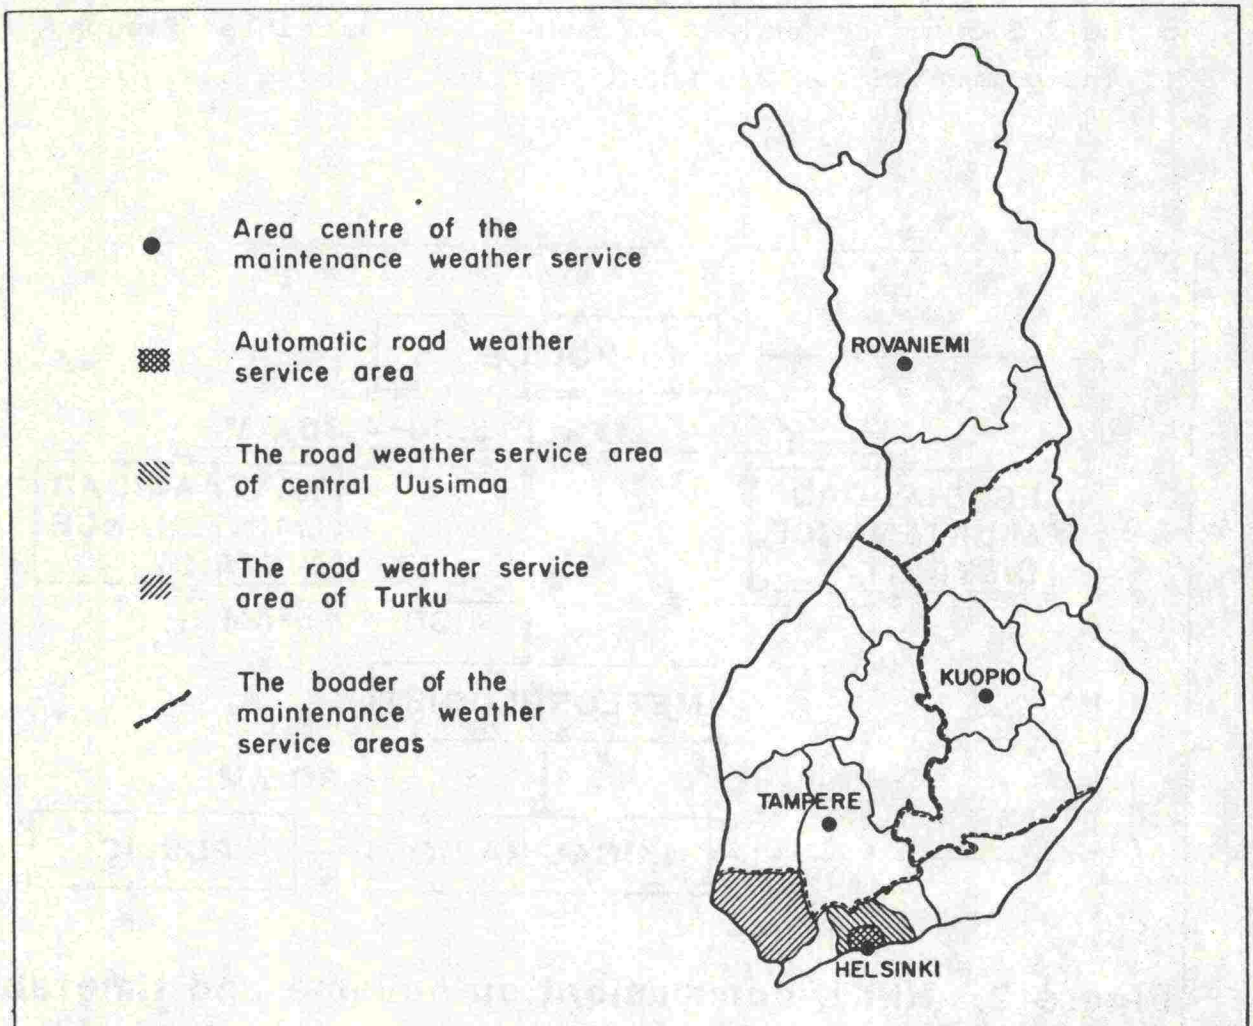 Area centre of the
maintenance weather service
Automatic road weather
service area
The road weather service area
of central Uusimaa
The road weather service
area of Turku
The boader of the
maintenance weather
service areas
ROVANIEMI
KUOPIO
TAMPERE
HELSINKI